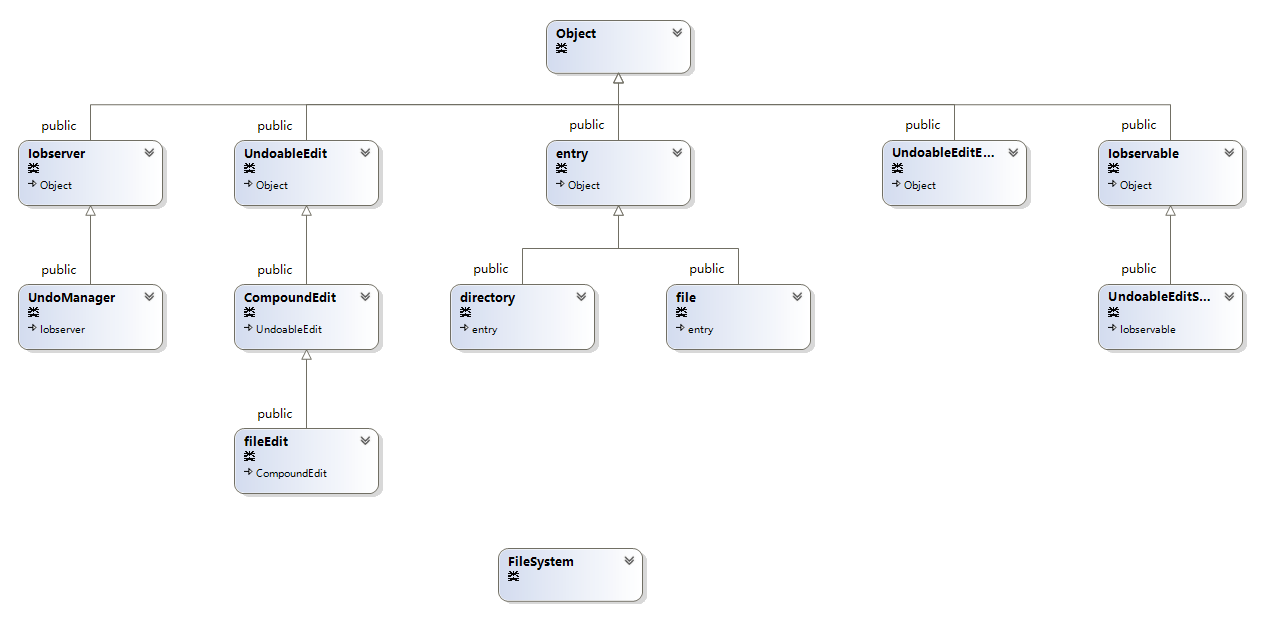 Object
public
public
public
public
public
Iobserver
Object
UndoableEdit
Object
entry
Object
UndoableEditE...
Object
Iobservable
Object
public
public
public
public
public
UndoManager
Iobserver
CompoundEdit
UndoableEdit
directory
entry
file
entry
UndoableEditS...
Iobservable
public
fileEdit
CompoundEdit
FileSystem